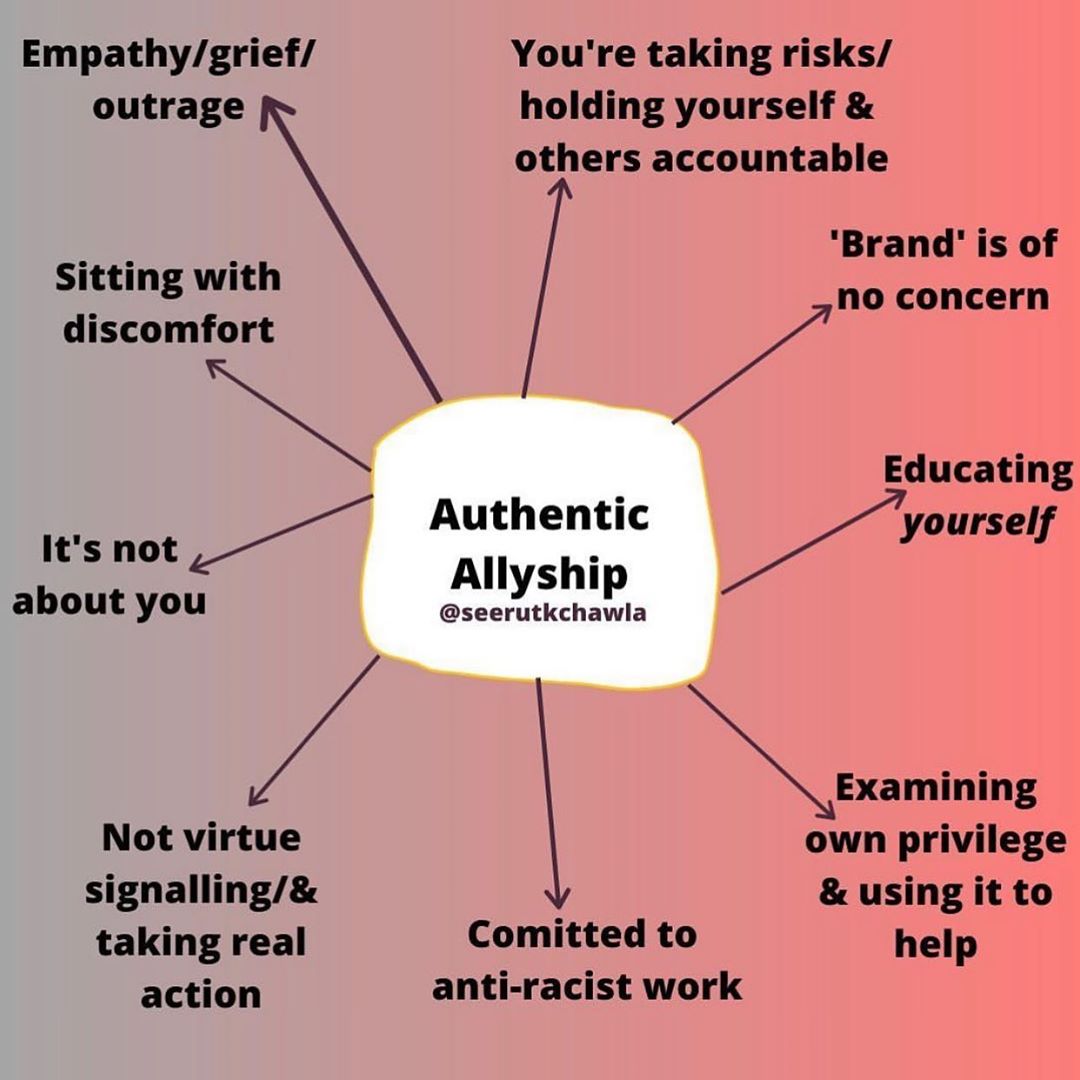 Empathy/grief/
outrage
You're taking risks/
holding yourself &
others accountable
'Brand' is of
no concern
Sitting with
discomfort
Educating
yourself
Authentic
Allyship
@seerutkchawla
It's not
about you
Examining
own privilege
& using it to
help
Not virtue
signalling/&
taking real
action
Comitted to
anti-racist work